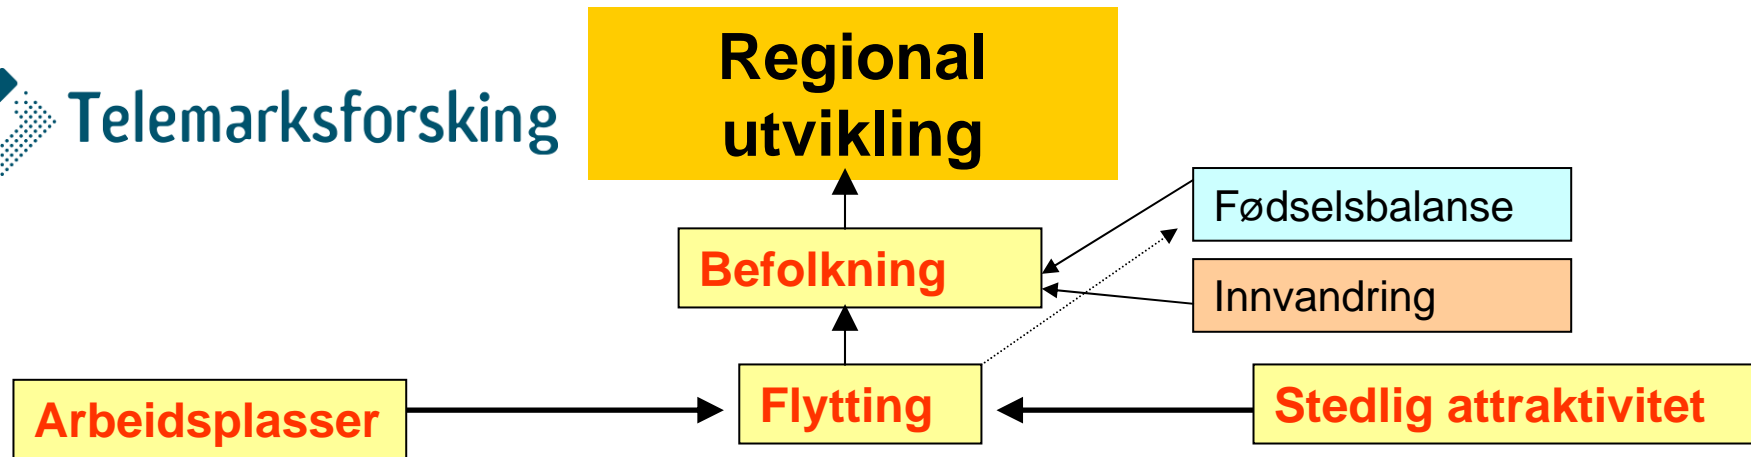 Regional
utvikling
Telemarksforsking
Fødselsbalanse
Befolkning
Innvandring
Arbeidsplasser
Flytting
Stedlig attraktivitet